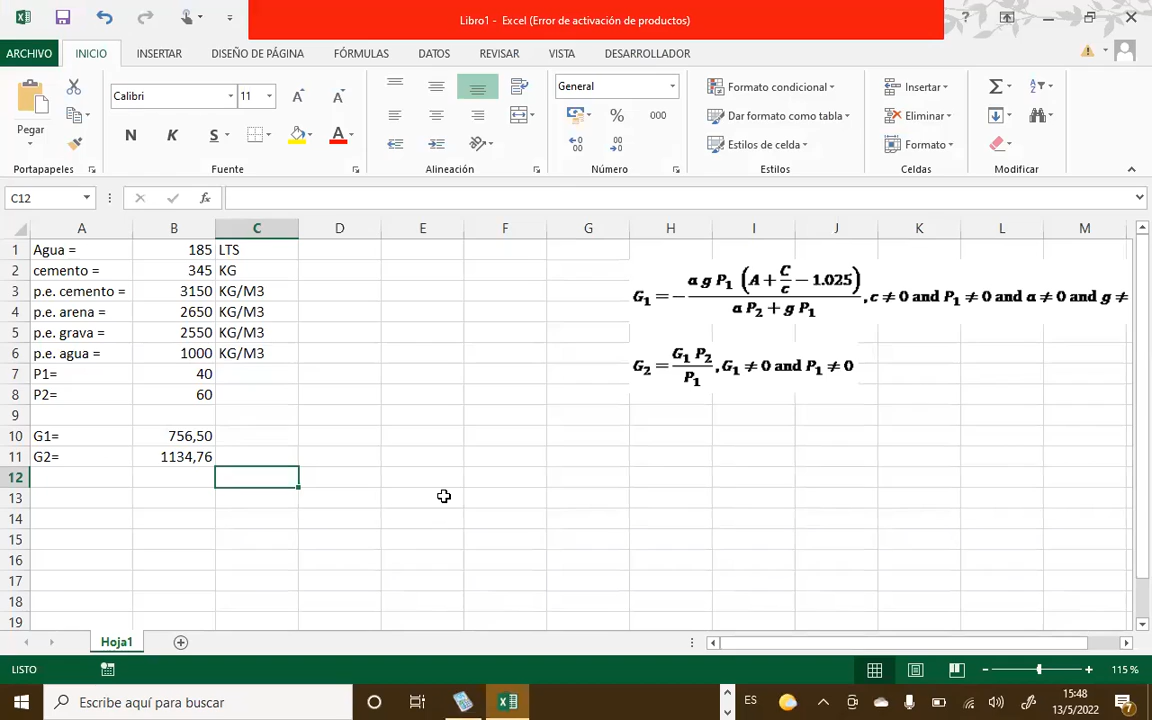 Libro1 - Excel (Error de activación de productos)
ARCHIVO INICIO INSERTAR DISEÑO DE PÁGINA FÓRMULAS DATOS REVISAR VISTA DESARROLLADOR
Pegar
Calibri 11
N K S A
General
% 000
Formato condicional
Dar formato como tabla
Estilos de celda
Insertar
Eliminar
Formato
Portapapeles Fuente Alineación Número Estilos Celdas Modificar
C12 fx
A B C D E F G H I J K L M
1 Agua = 185 LTS
2 cemento = 345 KG
3 p.e. cemento = 3150 KG/M3
4 p.e. arena = 2650 KG/M3
5 p.e. grava = 2550 KG/M3
6 p.e. agua = 1000 KG/M3
7 P1= 40
8 P2= 60
9
10 G1= 756,50
11 G2= 1134,76
12
13
14
15
16
17
18
19
G₁ = - a g P₁ (A + C/c - 1.025) / a P₂ + g P₁ , c ≠ 0 and P₁ ≠ 0 and a ≠ 0 and g ≠
G₂ = G₁ P₂ / P₁ , G₁ ≠ 0 and P₁ ≠ 0
Hoja1
LISTO 115 %
Escribe aquí para buscar
ES
15:48
13/5/2022
7